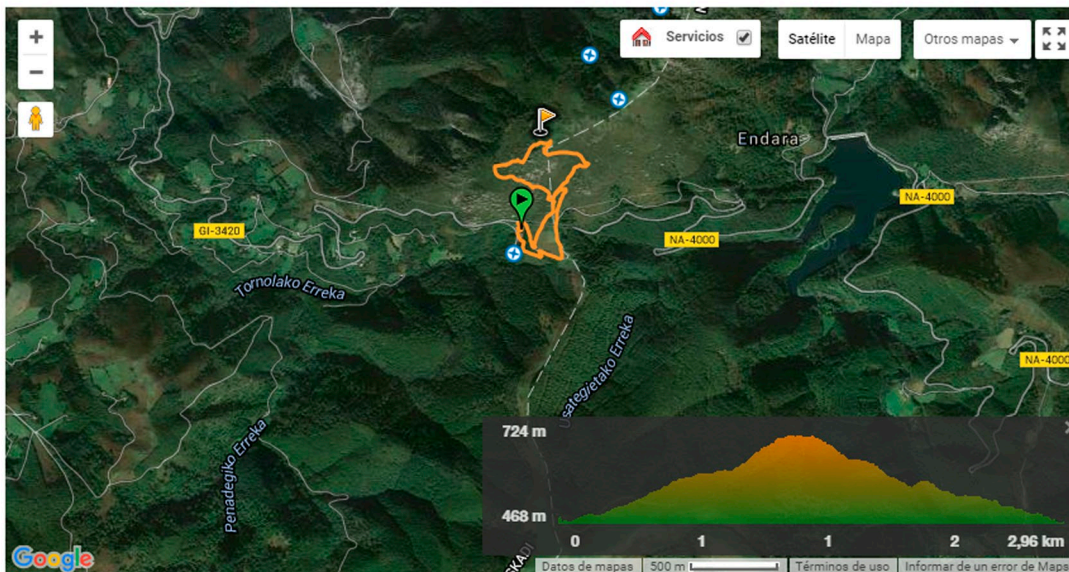 Servicios
Satélite
Mapa
Otros mapas
Endara
NA-4000
GI-3420
NA-4000
Tornolako Erreka
Usategietako Erreka
NA-4000
Penadegiko Erreka
724 m
468 m
0 1 1 2 2,96 km
SKADI
Google
Datos de mapas
500 m
Términos de uso
Informar de un error de Maps